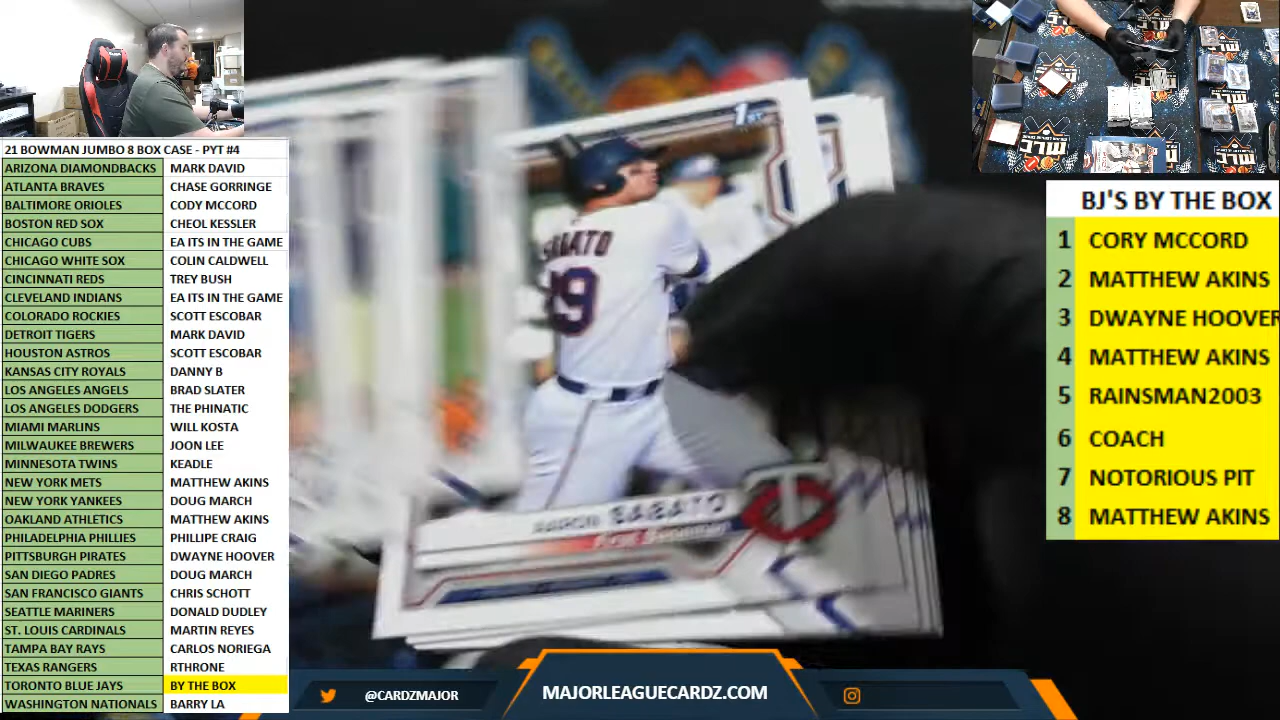 21 BOWMAN JUMBO 8 BOX CASE - PYT #4
ARIZONA DIAMONDBACKS MARK DAVID
ATLANTA BRAVES CHASE GORRINGE
BALTIMORE ORIOLES CODY MCCORD
BOSTON RED SOX CHEOL KESSLER
CHICAGO CUBS EA ITS IN THE GAME
CHICAGO WHITE SOX COLIN CALDWELL
CINCINNATI REDS TREY BUSH
CLEVELAND INDIANS EA ITS IN THE GAME
COLORADO ROCKIES SCOTT ESCOBAR
DETROIT TIGERS MARK DAVID
HOUSTON ASTROS SCOTT ESCOBAR
KANSAS CITY ROYALS DANNY B
LOS ANGELES ANGELS BRAD SLATER
LOS ANGELES DODGERS THE PHINATIC
MIAMI MARLINS WILL KOSTA
MILWAUKEE BREWERS JOON LEE
MINNESOTA TWINS KEADLE
NEW YORK METS MATTHEW AKINS
NEW YORK YANKEES DOUG MARCH
OAKLAND ATHLETICS MATTHEW AKINS
PHILADELPHIA PHILLIES PHILLIPE CRAIG
PITTSBURGH PIRATES DWAYNE HOOVER
SAN DIEGO PADRES DOUG MARCH
SAN FRANCISCO GIANTS CHRIS SCHOTT
SEATTLE MARINERS DONALD DUDLEY
ST. LOUIS CARDINALS MARTIN REYES
TAMPA BAY RAYS CARLOS NORIEGA
TEXAS RANGERS RTHRONE
TORONTO BLUE JAYS BY THE BOX
WASHINGTON NATIONALS BARRY LA
1ST
SABATO
19
AARON SABATO
BJ'S BY THE BOX
1 CORY MCCORD
2 MATTHEW AKINS
3 DWAYNE HOOVER
4 MATTHEW AKINS
5 RAINSMAN2003
6 COACH
7 NOTORIOUS PIT
8 MATTHEW AKINS
@CARDZMAJOR
MAJORLEAGUECARDZ.COM